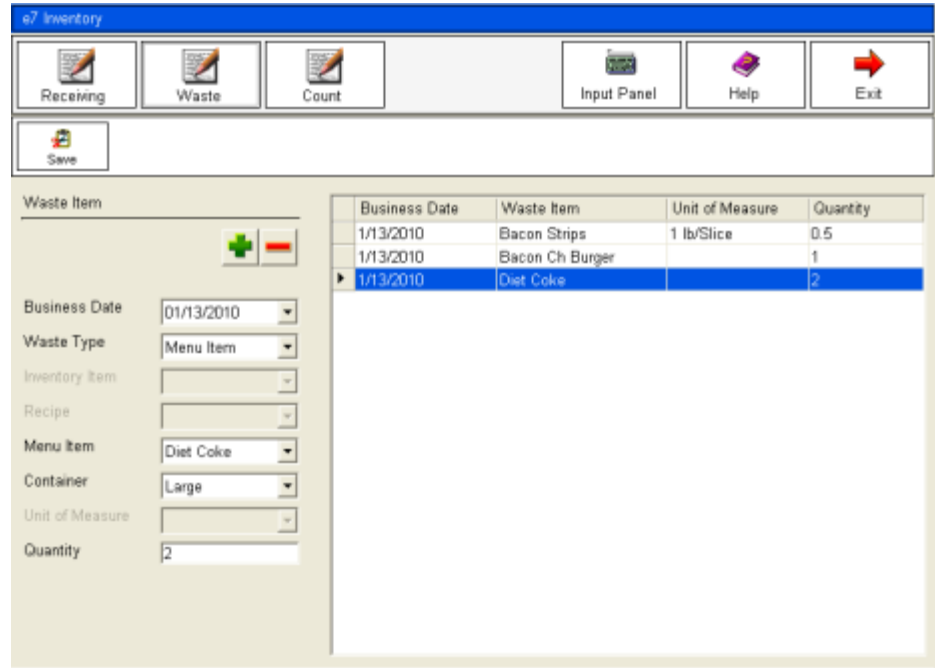 e7 Inventory
Receiving Waste Count Input Panel Help Exit
Save
Waste Item
Business Date 01/13/2010
Waste Type Menu Item
Inventory Item
Recipe
Menu Item Diet Coke
Container Large
Unit of Measure
Quantity 2
Business Date Waste Item Unit of Measure Quantity
1/13/2010 Bacon Strips 1 lb/Slice 0.5
1/13/2010 Bacon Ch Burger 1
1/13/2010 Diet Coke 2